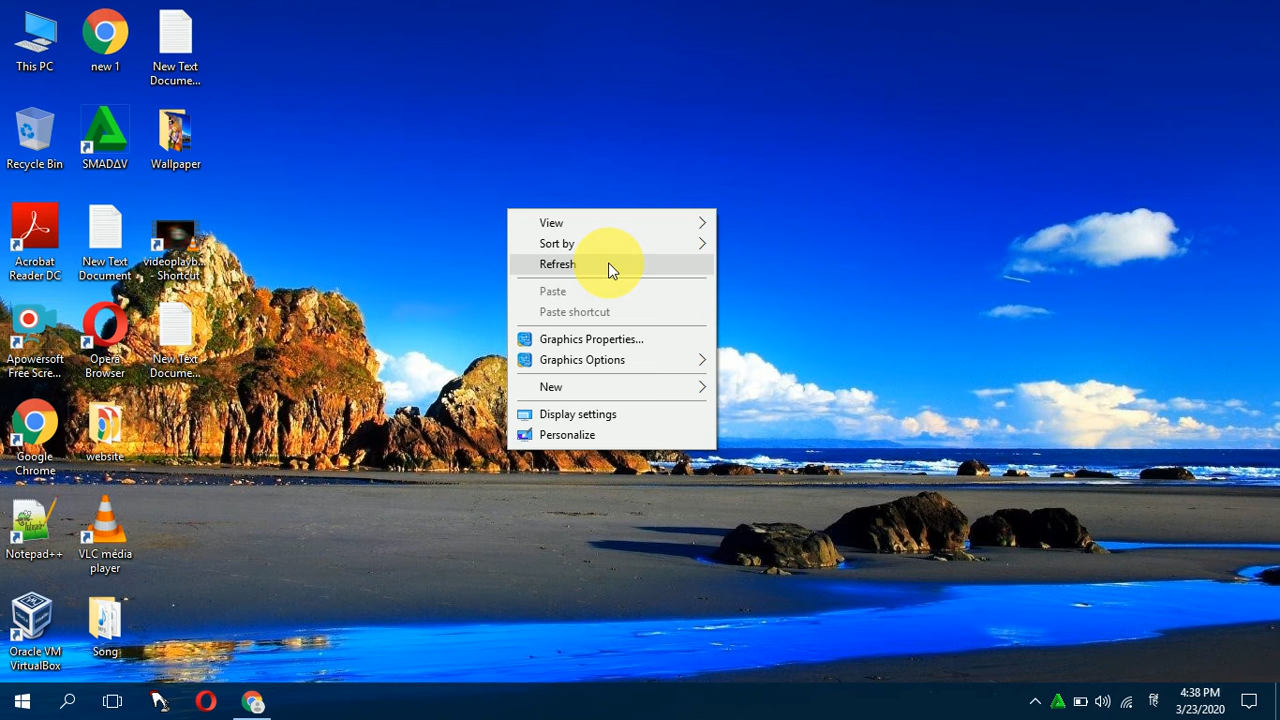 This PC
new 1
New Text
Docume...
Recycle Bin
SMADΔV
Wallpaper
Acrobat
Reader DC
New Text
Document
videoplayb...
- Shortcut
Apowersoft
Free Scre...
Opera
Browser
New Text
Docume...
Google
Chrome
website
Notepad++
VLC media
player
Oracle VM
VirtualBox
Song
View
Sort by
Refresh
Paste
Paste shortcut
Graphics Properties...
Graphics Options
New
Display settings
Personalize
4:38 PM
3/23/2020